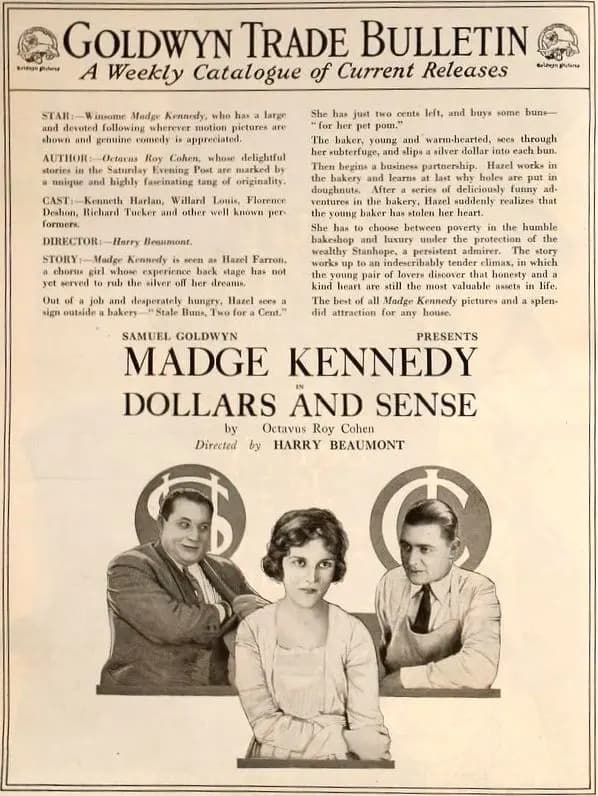 GOLDWYN TRADE BULLETIN
A Weekly Catalogue of Current Releases
Goldwyn Pictures
Goldwyn Pictures
STAR:—Winsome Madge Kennedy, who has a large
and devoted following wherever motion pictures are
shown and genuine comedy is appreciated.
AUTHOR:—Octavus Roy Cohen, whose delightful
stories in the Saturday Evening Post are marked by
a unique and highly fascinating tang of originality.
CAST:—Kenneth Harlan, Willard Louis, Florence
Deshon, Richard Tucker and other well known per-
formers.
DIRECTOR:—Harry Beaumont.
STORY:—Madge Kennedy is seen as Hazel Farron,
a chorus girl whose experience back stage has not
yet served to rub the silver off her dreams.
Out of a job and desperately hungry, Hazel sees a
sign outside a bakery—"Stale Buns, Two for a Cent."
She has just two cents left, and buys some buns—
"for her pet pom."
The baker, young and warm-hearted, sees through
her subterfuge, and slips a silver dollar into each bun.
Then begins a business partnership. Hazel works in
the bakery and learns at last why holes are put in
doughnuts. After a series of deliciously funny ad-
ventures in the bakery, Hazel suddenly realizes that
the young baker has stolen her heart.
She has to choose between poverty in the humble
bakeshop and luxury under the protection of the
wealthy Stanhope, a persistent admirer. The story
works up to an indescribably tender climax, in which
the young pair of lovers discover that honesty and a
kind heart are still the most valuable assets in life.
The best of all Madge Kennedy pictures and a splen-
did attraction for any house.
SAMUEL GOLDWYN PRESENTS
MADGE KENNEDY
IN
DOLLARS AND SENSE
by Octavus Roy Cohen
Directed by HARRY BEAUMONT
$
¢